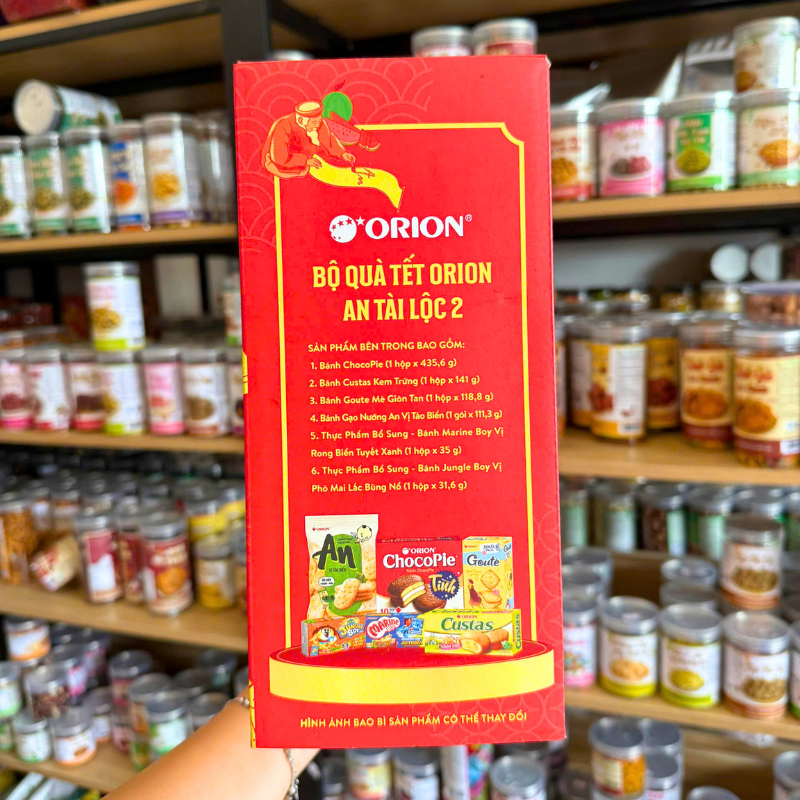 ORION®
BỘ QUÀ TẾT ORION
AN TÀI LỘC 2
SẢN PHẨM BÊN TRONG BAO GỒM:
1. Bánh ChocoPie (1 hộp x 435,6 g)
2. Bánh Custas Kem Trứng (1 hộp x 141 g)
3. Bánh Goute Mè Giòn Tan (1 hộp x 118,8 g)
4. Bánh Gạo Nướng An Vị Tảo Biển (1 gói x 111,3 g)
5. Thực Phẩm Bổ Sung - Bánh Marine Boy Vị
Rong Biển Tuyết Xanh (1 hộp x 35 g)
6. Thực Phẩm Bổ Sung - Bánh Jungle Boy Vị
Phô Mai Lắc Bùng Nổ (1 hộp x 31,6 g)
ORION
An
ORION
ChocoPie
Tình
Goute
Marine
ORION
Custas
HÌNH ẢNH BAO BÌ SẢN PHẨM CÓ THỂ THAY ĐỔI